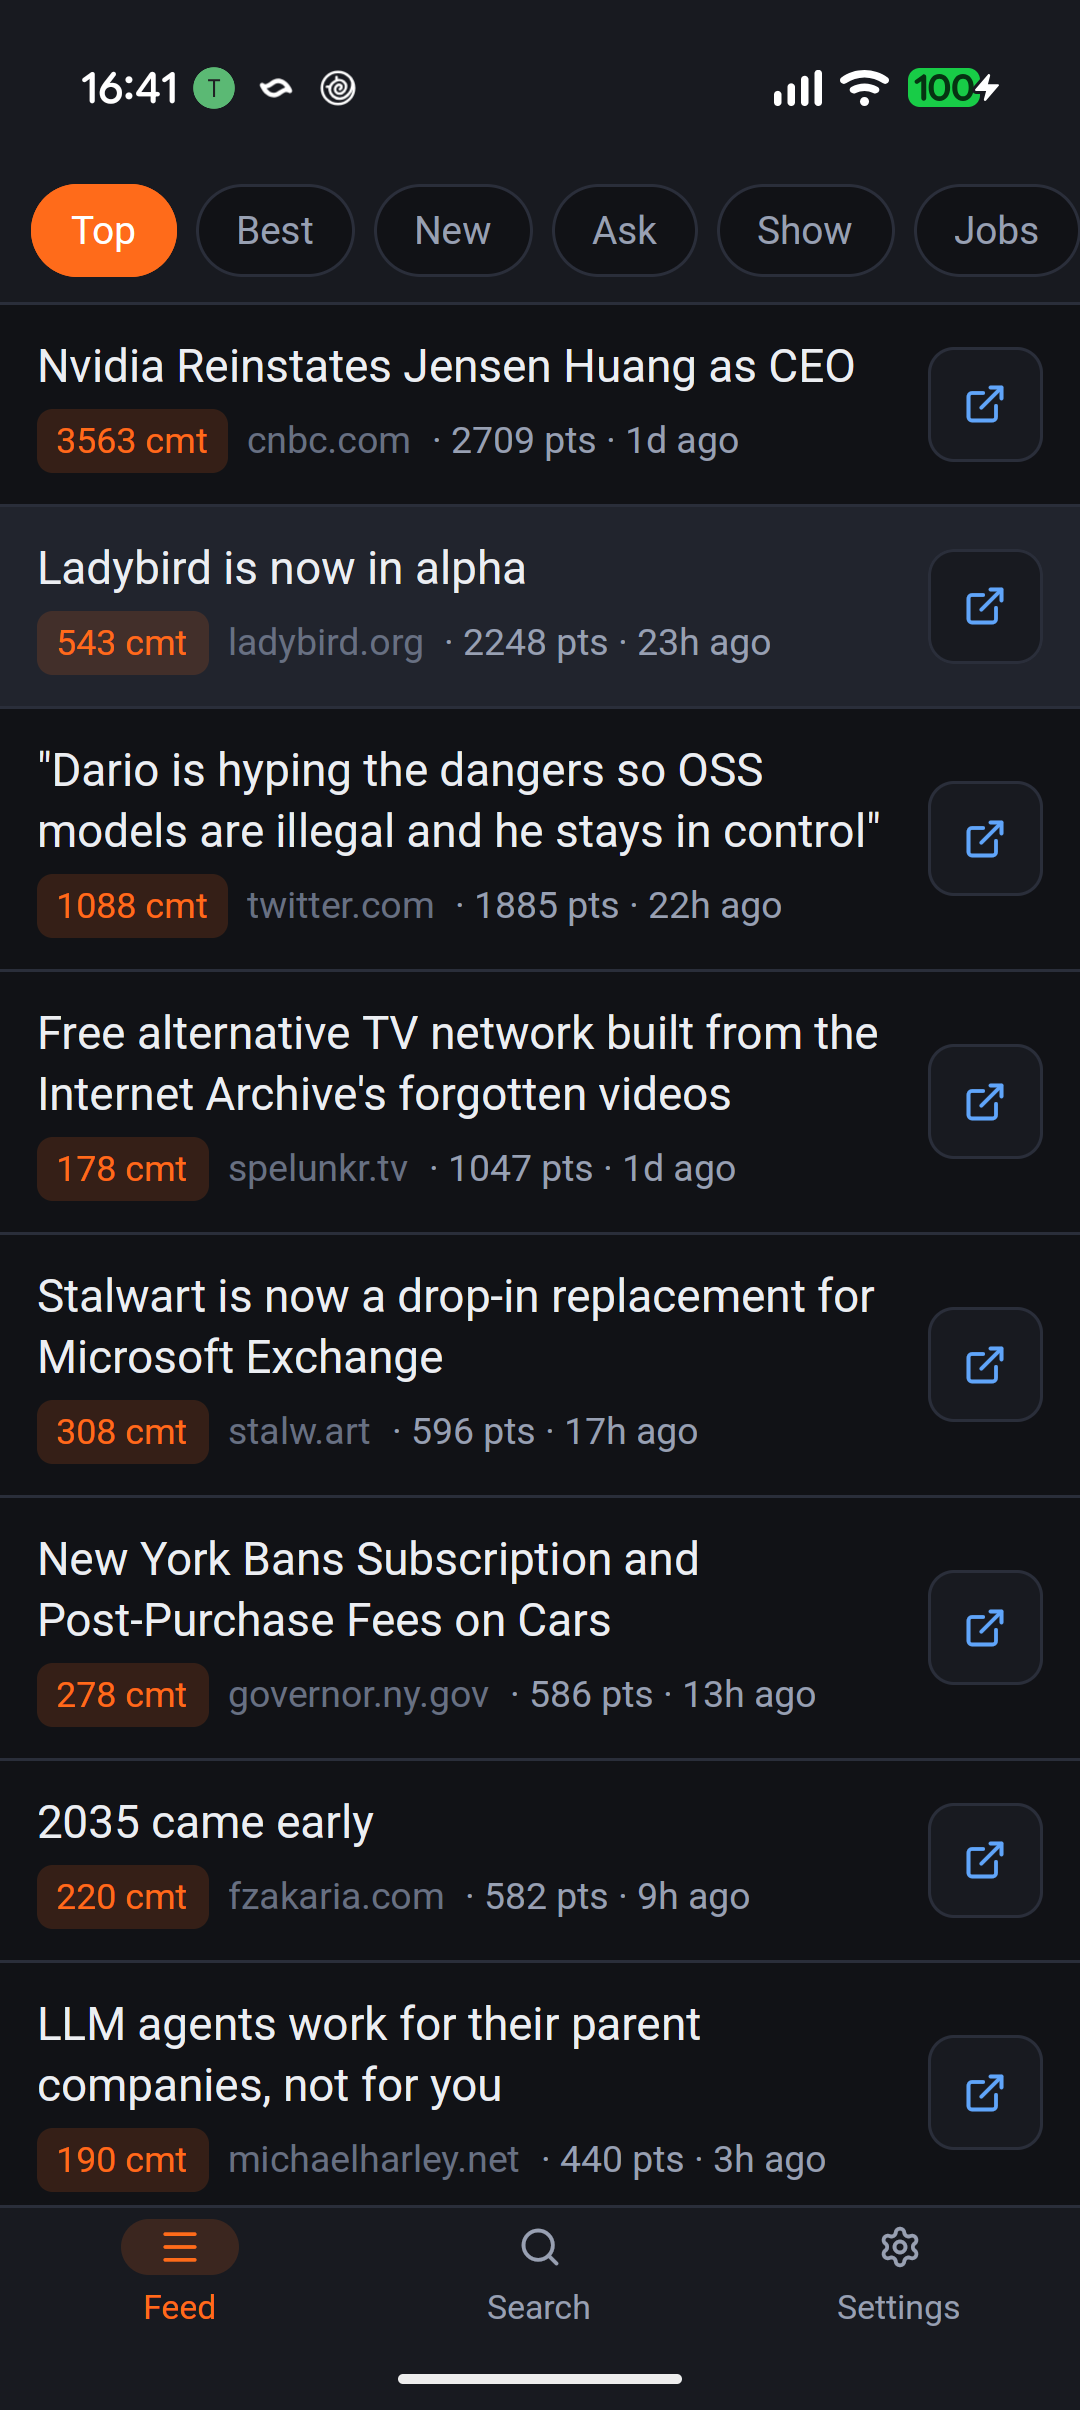 16:41 T 100
Top Best New Ask Show Jobs
Nvidia Reinstates Jensen Huang as CEO
3563 cmt cnbc.com · 2709 pts · 1d ago
Ladybird is now in alpha
543 cmt ladybird.org · 2248 pts · 23h ago
"Dario is hyping the dangers so OSS
models are illegal and he stays in control"
1088 cmt twitter.com · 1885 pts · 22h ago
Free alternative TV network built from the
Internet Archive's forgotten videos
178 cmt spelunkr.tv · 1047 pts · 1d ago
Stalwart is now a drop-in replacement for
Microsoft Exchange
308 cmt stalw.art · 596 pts · 17h ago
New York Bans Subscription and
Post-Purchase Fees on Cars
278 cmt governor.ny.gov · 586 pts · 13h ago
2035 came early
220 cmt fzakaria.com · 582 pts · 9h ago
LLM agents work for their parent
companies, not for you
190 cmt michaelharley.net · 440 pts · 3h ago
Feed Search Settings